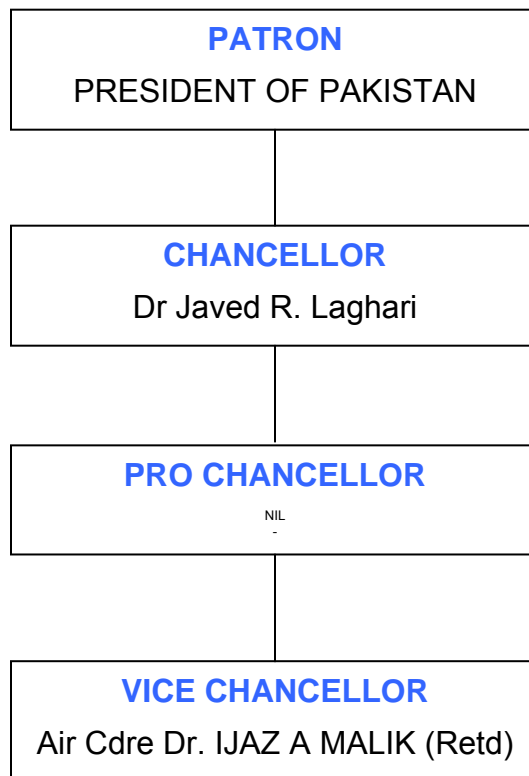 PATRON
PRESIDENT OF PAKISTAN
CHANCELLOR
Dr Javed R. Laghari
PRO CHANCELLOR
NIL
-
VICE CHANCELLOR
Air Cdre Dr. IJAZ A MALIK (Retd)